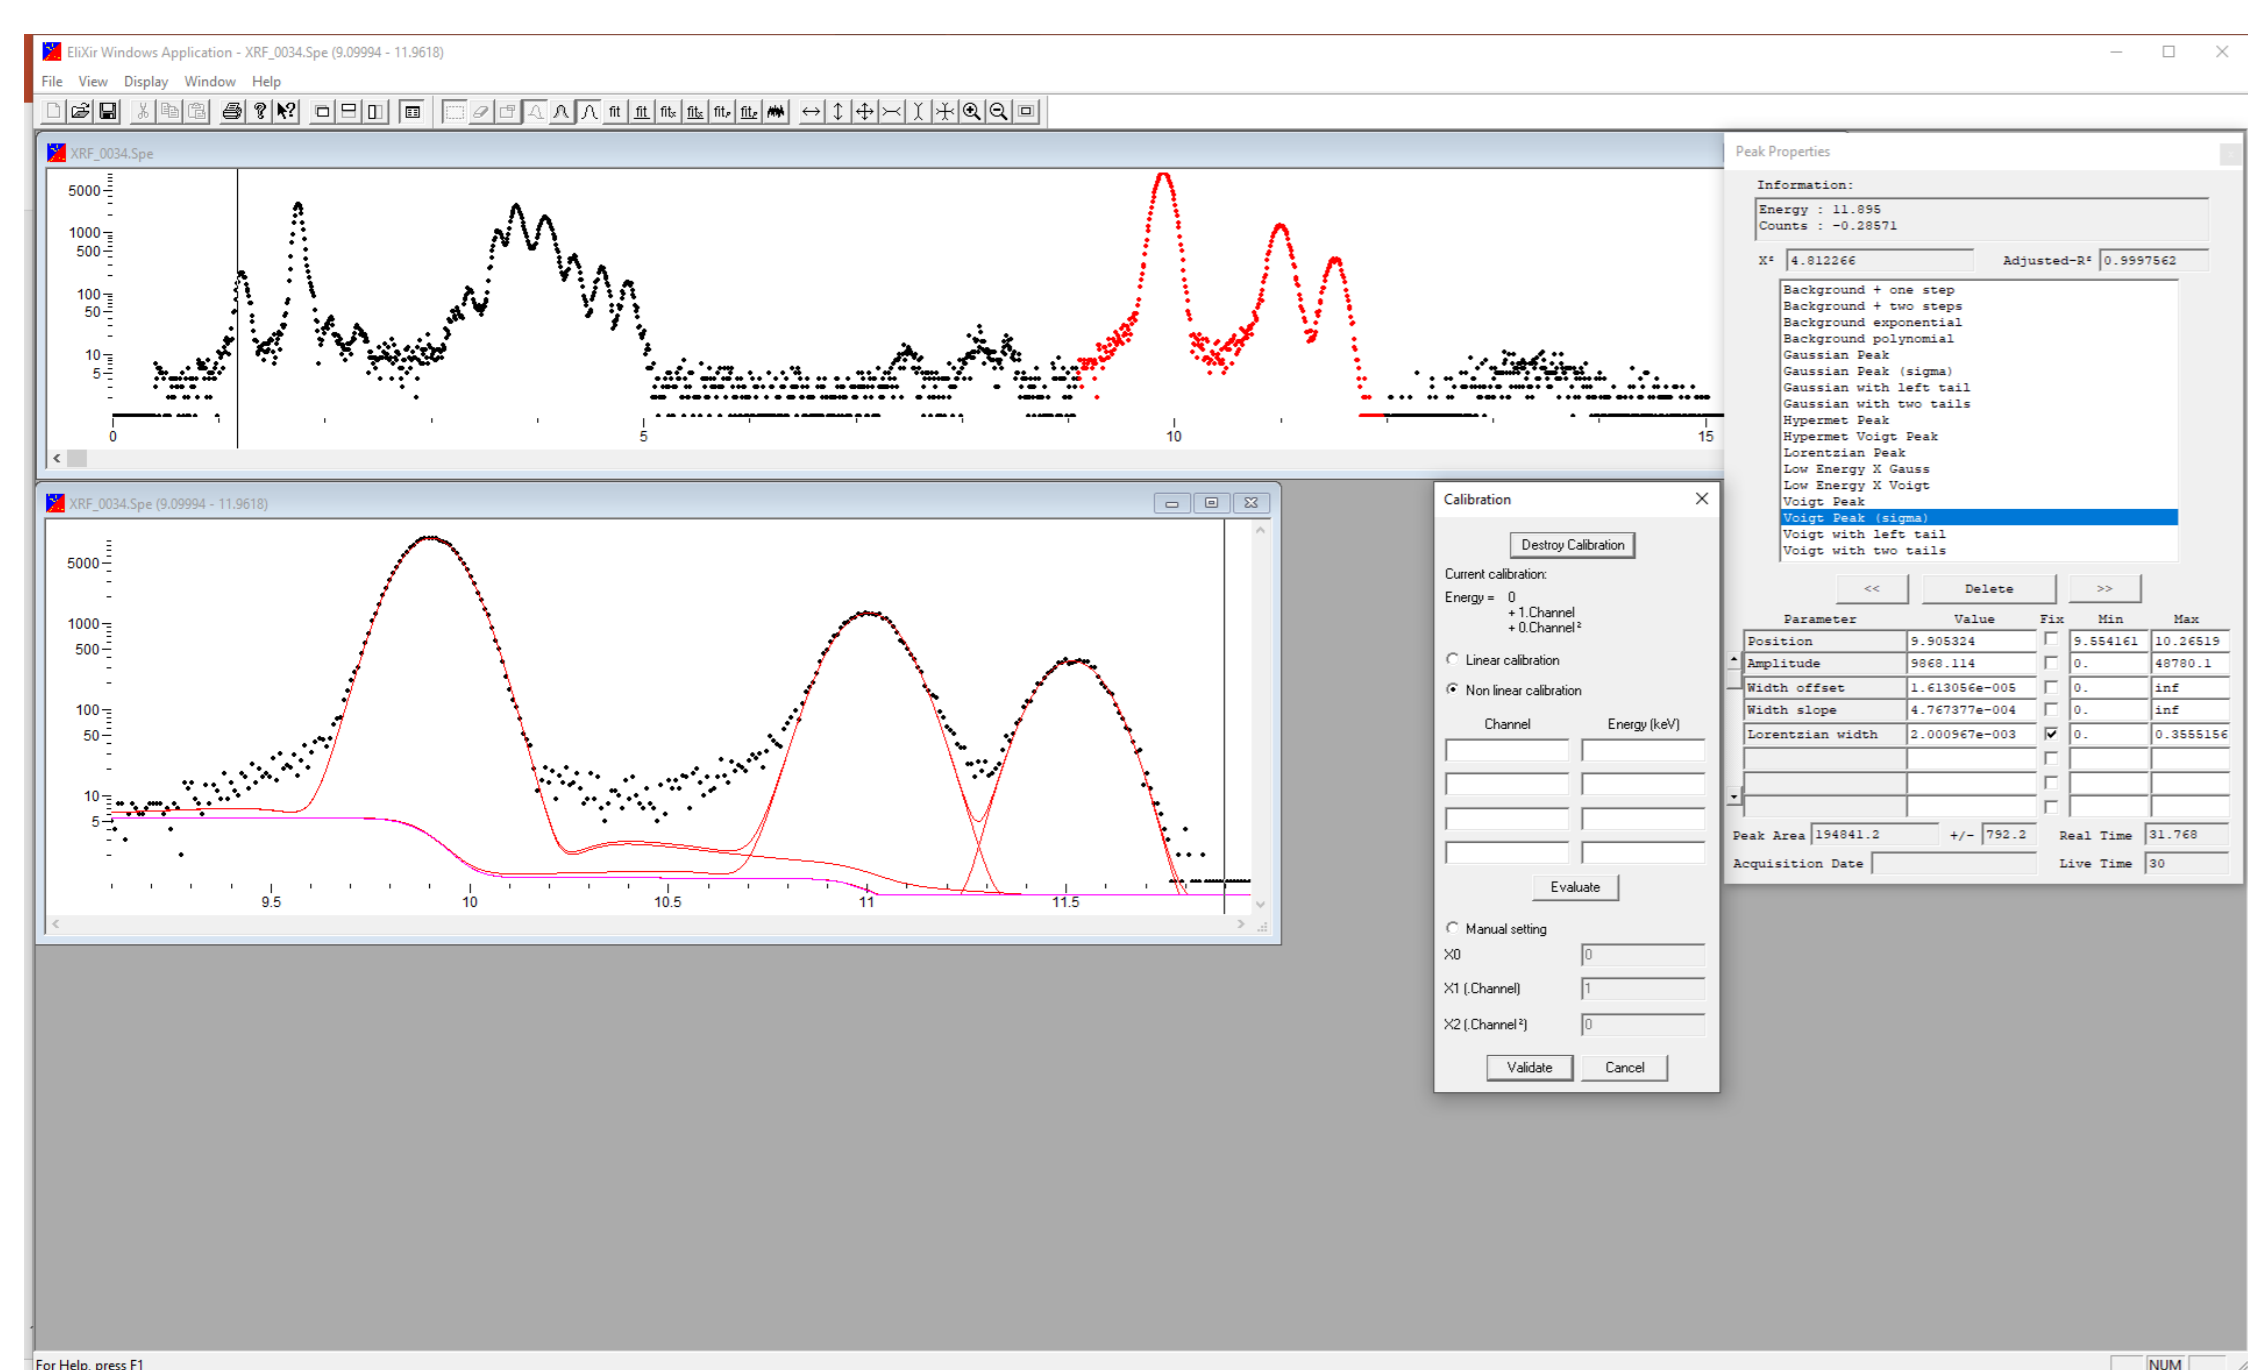 EliXir Windows Application - XRF_0034.Spe (9.09994 - 11.9618)
File View Display Window Help
fit fit fits fits fitₑ fitₑ
XRF_0034.Spe
5000
1000
500
100
50
10
5
0 5 10 15
XRF_0034.Spe (9.09994 - 11.9618)
5000
1000
500
100
50
10
5
9.5 10 10.5 11 11.5
Calibration
Destroy Calibration
Current calibration:
Energy = 0
+ 1.Channel
+ 0.Channel²
Linear calibration
Non linear calibration
Channel Energy (keV)
Evaluate
Manual setting
X0 0
X1 (.Channel) 1
X2 (.Channel²) 0
Validate Cancel
Peak Properties
Information:
Energy : 11.895
Counts : -0.28571
X² 4.812266 Adjusted-R² 0.9997562
Background + one step
Background + two steps
Background exponential
Background polynomial
Gaussian Peak
Gaussian Peak (sigma)
Gaussian with left tail
Gaussian with two tails
Hypermet Peak
Hypermet Voigt Peak
Lorentzian Peak
Low Energy X Gauss
Low Energy X Voigt
Voigt Peak
Voigt Peak (sigma)
Voigt with left tail
Voigt with two tails
<< Delete >>
Parameter Value Fix Min Max
Position 9.905324 9.554161 10.26519
Amplitude 9868.114 0. 48780.1
Width offset 1.613056e-005 0. inf
Width slope 4.767377e-004 0. inf
Lorentzian width 2.000967e-003 0. 0.3555156
Peak Area 194841.2 +/- 792.2 Real Time 31.768
Acquisition Date Live Time 30
For Help, press F1
NUM